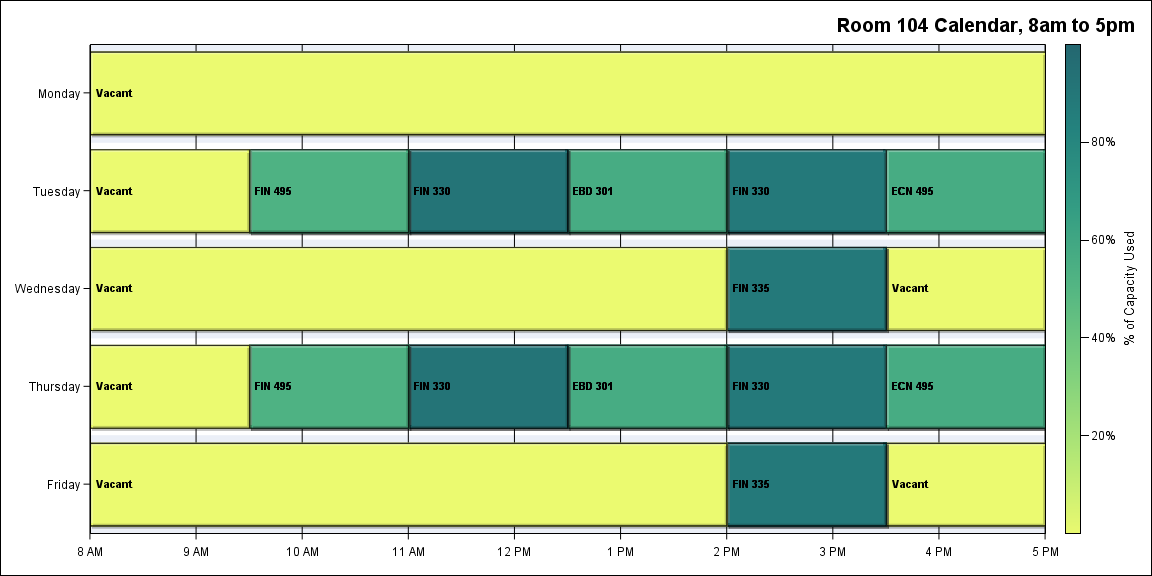 Room 104 Calendar, 8am to 5pm
Monday
Vacant
Tuesday
Vacant
FIN 495
FIN 330
EBD 301
FIN 330
ECN 495
Wednesday
Vacant
FIN 335
Vacant
Thursday
Vacant
FIN 495
FIN 330
EBD 301
FIN 330
ECN 495
Friday
Vacant
FIN 335
Vacant
8 AM
9 AM
10 AM
11 AM
12 PM
1 PM
2 PM
3 PM
4 PM
5 PM
80%
60%
40%
20%
% of Capacity Used